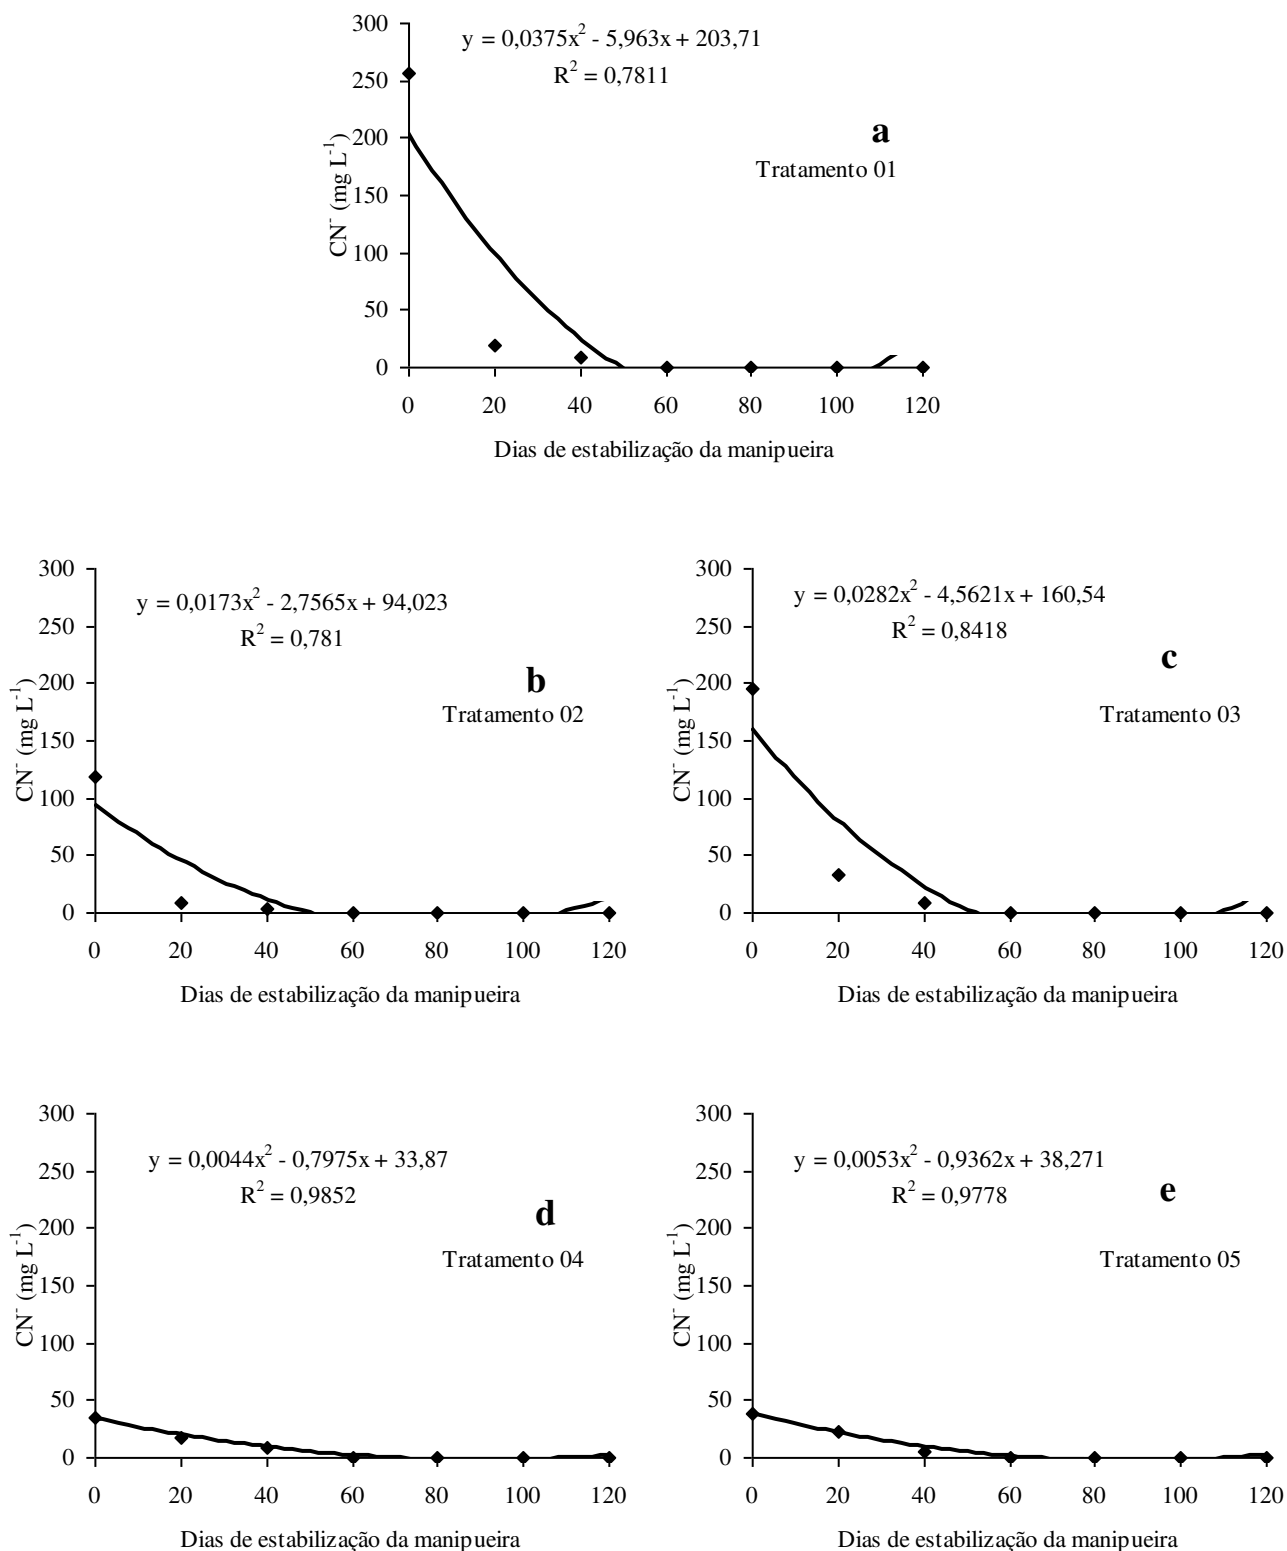 y = 0,0375x² - 5,963x + 203,71
R² = 0,7811
a
Tratamento 01
CN⁻ (mg L⁻¹)
300
250
200
150
100
50
0
0 20 40 60 80 100 120
Dias de estabilização da manipueira
y = 0,0173x² - 2,7565x + 94,023
R² = 0,781
b
Tratamento 02
CN⁻ (mg L⁻¹)
300
250
200
150
100
50
0
0 20 40 60 80 100 120
Dias de estabilização da manipueira
y = 0,0282x² - 4,5621x + 160,54
R² = 0,8418
c
Tratamento 03
CN⁻ (mg L⁻¹)
300
250
200
150
100
50
0
0 20 40 60 80 100 120
Dias de estabilização da manipueira
y = 0,0044x² - 0,7975x + 33,87
R² = 0,9852
d
Tratamento 04
CN⁻ (mg L⁻¹)
300
250
200
150
100
50
0
0 20 40 60 80 100 120
Dias de estabilização da manipueira
y = 0,0053x² - 0,9362x + 38,271
R² = 0,9778
e
Tratamento 05
CN⁻ (mg L⁻¹)
300
250
200
150
100
50
0
0 20 40 60 80 100 120
Dias de estabilização da manipueira